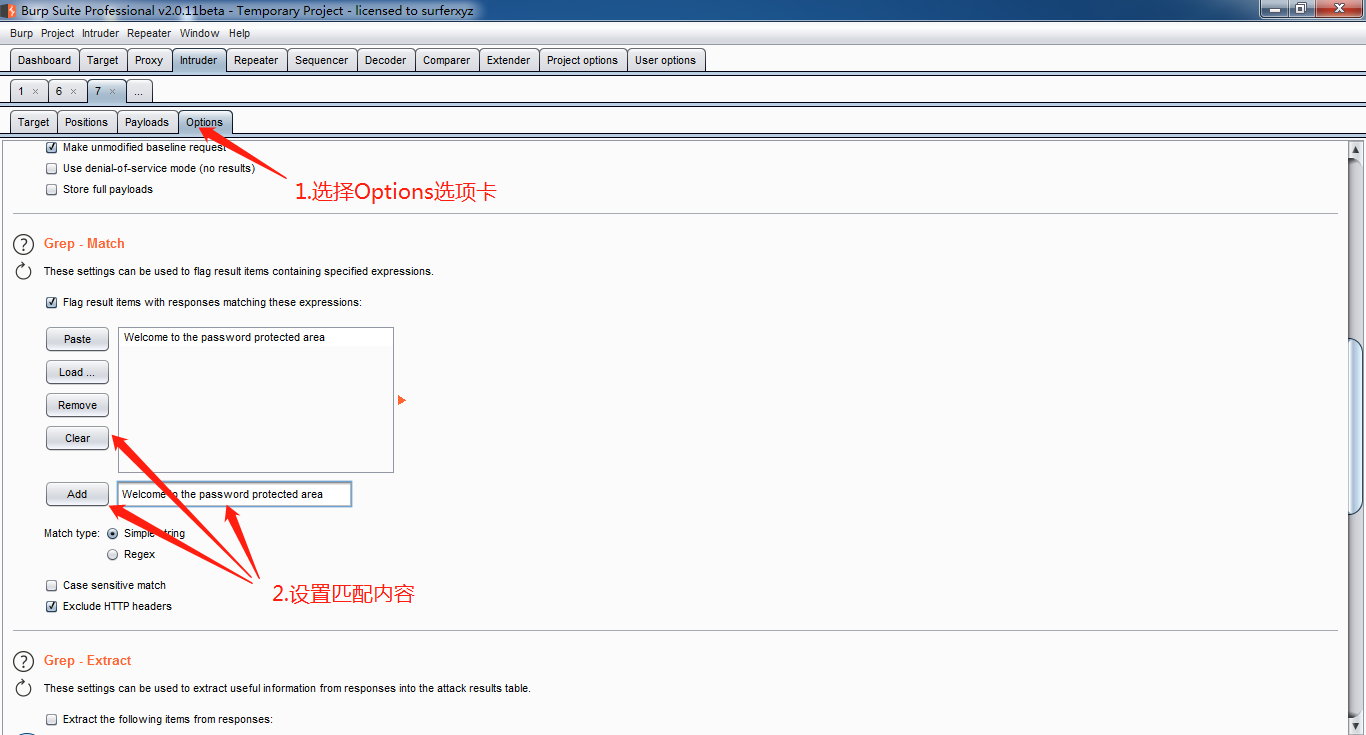 Burp Suite Professional v2.0.11beta - Temporary Project - licensed to surferxyz
Burp Project Intruder Repeater Window Help
Dashboard Target Proxy Intruder Repeater Sequencer Decoder Comparer Extender Project options User options
1 × 6 × 7 × ...
Target Positions Payloads Options
Make unmodified baseline request
Use denial-of-service mode (no results)
Store full payloads
1.选择Options选项卡
? Grep - Match
These settings can be used to flag result items containing specified expressions.
Flag result items with responses matching these expressions:
Paste
Welcome to the password protected area
Load ...
Remove
Clear
Add
Welcome to the password protected area
Match type: Simple string
Regex
Case sensitive match
2.设置匹配内容
Exclude HTTP headers
? Grep - Extract
These settings can be used to extract useful information from responses into the attack results table.
Extract the following items from responses: